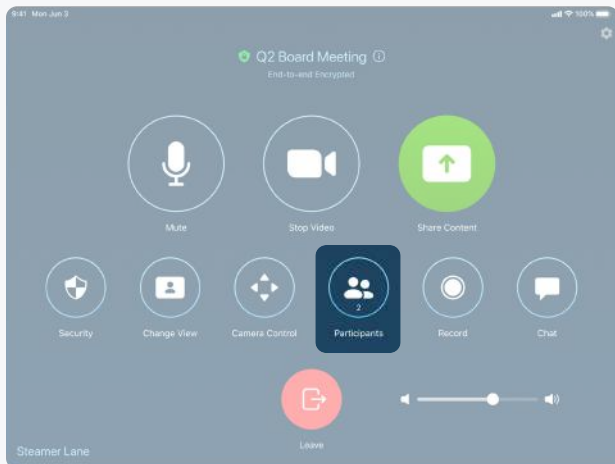 9:41 Mon Jun 3
100%
Q2 Board Meeting
End-to-end Encrypted
Mute
Stop Video
Share Content
2
Security
Change View
Camera Control
Participants
Record
Chat
Leave
Steamer Lane